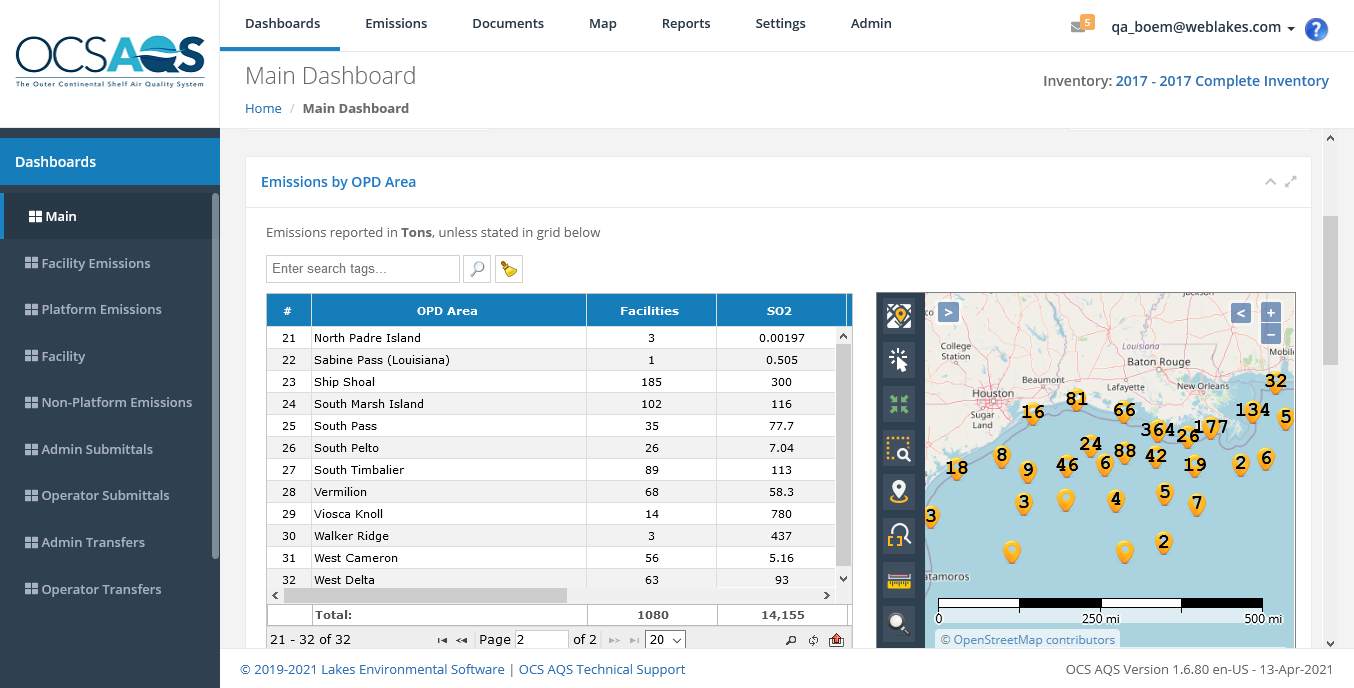 OCSAQS
The Outer Continental Shelf Air Quality System
Dashboards Emissions Documents Map Reports Settings Admin
5 qa_boem@weblakes.com ?
Main Dashboard
Home / Main Dashboard
Inventory: 2017 - 2017 Complete Inventory
Dashboards
Main
Facility Emissions
Platform Emissions
Facility
Non-Platform Emissions
Admin Submittals
Operator Submittals
Admin Transfers
Operator Transfers
Emissions by OPD Area
Emissions reported in Tons, unless stated in grid below
Enter search tags...
# OPD Area Facilities SO2
21 North Padre Island 3 0.00197
22 Sabine Pass (Louisiana) 1 0.505
23 Ship Shoal 185 300
24 South Marsh Island 102 116
25 South Pass 35 77.7
26 South Pelto 26 7.04
27 South Timbalier 89 113
28 Vermilion 68 58.3
29 Viosca Knoll 14 780
30 Walker Ridge 3 437
31 West Cameron 56 5.16
32 West Delta 63 93
Total: 1080 14,155
21 - 32 of 32 Page 2 of 2 20
> < +
−
College
Station
Louisiana
Baton Rouge
Mobil
Beaumont
Lafayette
New Orleans
Houston
Sugar
Land
32
81
16 66 134 5
364 26 177
24 88 42
8 46 6 19 2 6
18 9
3 4 5 7
3
2
atamoros
0 250 mi 500 mi
© OpenStreetMap contributors
© 2019-2021 Lakes Environmental Software | OCS AQS Technical Support
OCS AQS Version 1.6.80 en-US - 13-Apr-2021